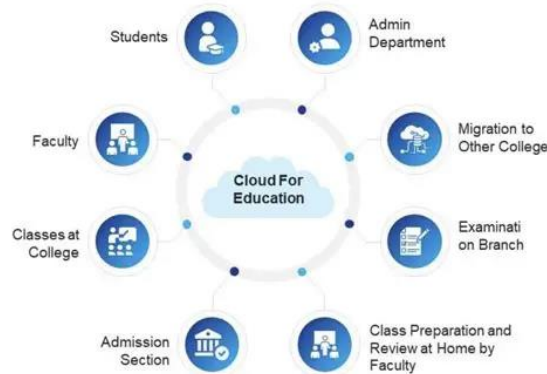 Students
Admin
Department
Faculty
Migration to
Other College
Cloud For
Education
Classes at
College
Examinati
on Branch
Admission
Section
Class Preparation and
Review at Home by
Faculty